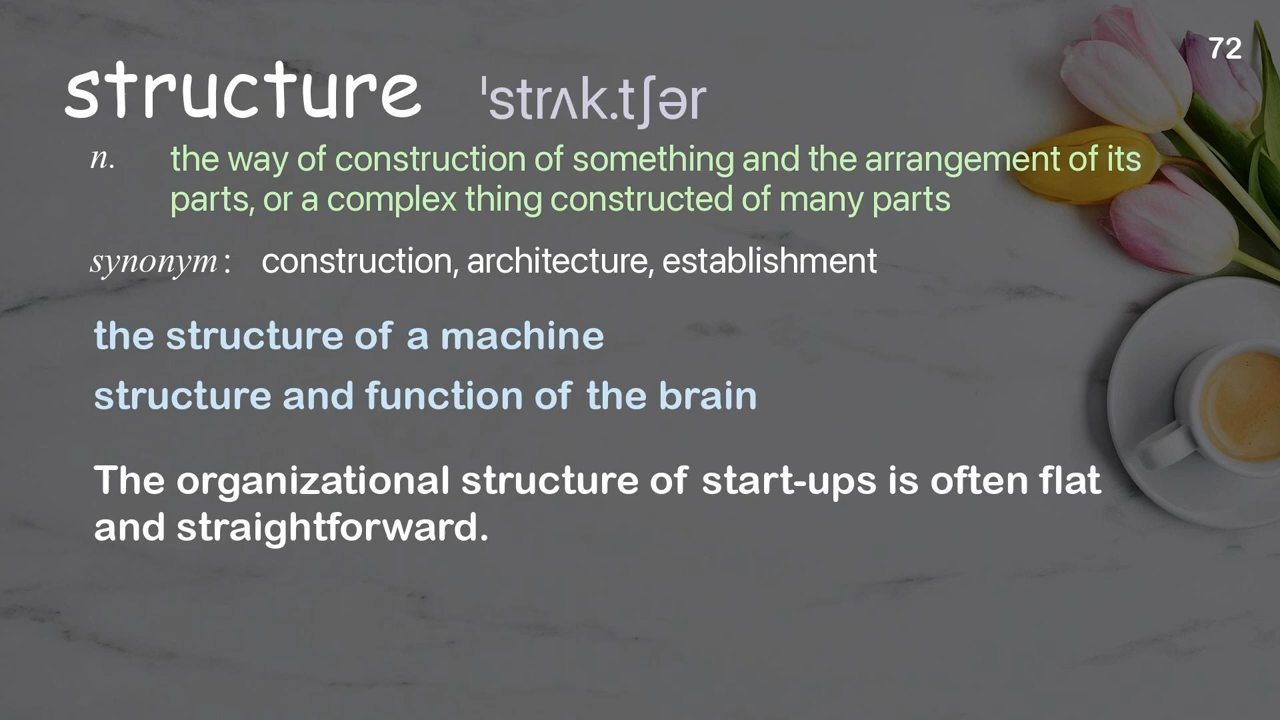 72
structure ˈstrʌk.tʃər
n. the way of construction of something and the arrangement of its
parts, or a complex thing constructed of many parts
synonym: construction, architecture, establishment
the structure of a machine
structure and function of the brain
The organizational structure of start-ups is often flat
and straightforward.